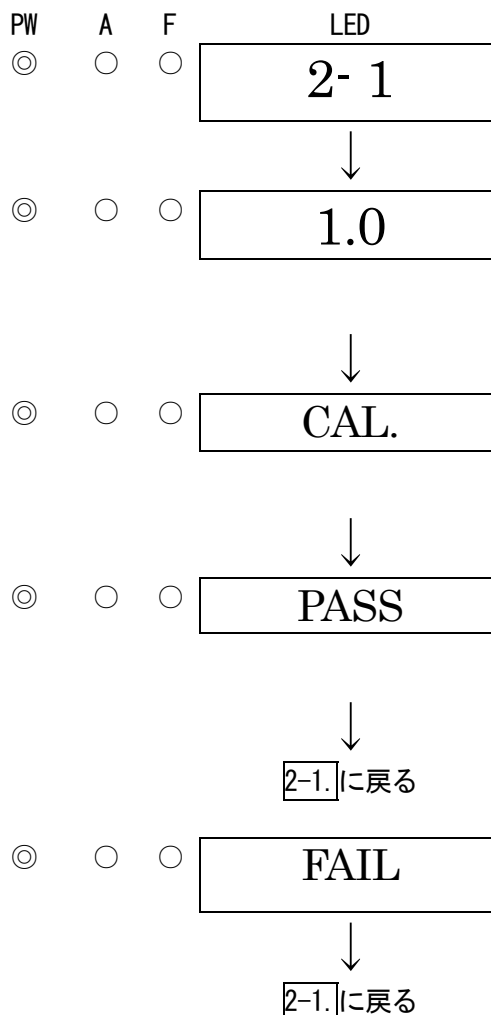 PW A F LED
◎ ○ ○ 2- 1
↓
◎ ○ ○ 1.0
↓
◎ ○ ○ CAL.
↓
◎ ○ ○ PASS
↓
2-1.に戻る
◎ ○ ○ FAIL
↓
2-1.に戻る